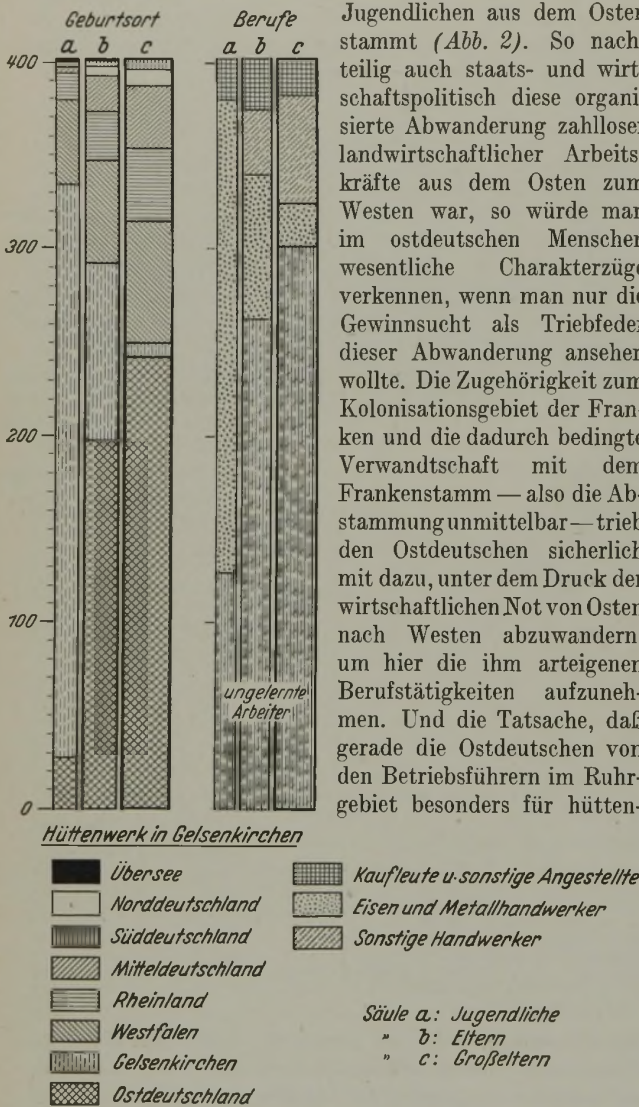 Geburtsort
Berufe
a b c
a b c
400
300
200
100
0
ungelernte
Arbeiter
Jugendlichen aus dem Osten
stammt (Abb. 2). So nach-
teilig auch staats- und wirt-
schaftspolitisch diese organi-
sierte Abwanderung zahlloser
landwirtschaftlicher Arbeits-
kräfte aus dem Osten zum
Westen war, so würde man
im ostdeutschen Menschen
wesentliche Charakterzüge
verkennen, wenn man nur die
Gewinnsucht als Triebfeder
dieser Abwanderung ansehen
wollte. Die Zugehörigkeit zum
Kolonisationsgebiet der Fran-
ken und die dadurch bedingte
Verwandtschaft mit dem
Frankenstamm — also die Ab-
stammung unmittelbar — trieb
den Ostdeutschen sicherlich
mit dazu, unter dem Druck der
wirtschaftlichen Not von Osten
nach Westen abzuwandern,
um hier die ihm arteigenen
Berufstätigkeiten aufzuneh-
men. Und die Tatsache, daß
gerade die Ostdeutschen von
den Betriebsführern im Ruhr-
gebiet besonders für hütten-
Hüttenwerk in Gelsenkirchen
Übersee
Norddeutschland
Süddeutschland
Mitteldeutschland
Rheinland
Westfalen
Gelsenkirchen
Ostdeutschland
Kaufleute u. sonstige Angestellte
Eisen und Metallhandwerker
Sonstige Handwerker
Säule a: Jugendliche
" b: Eltern
" c: Großeltern